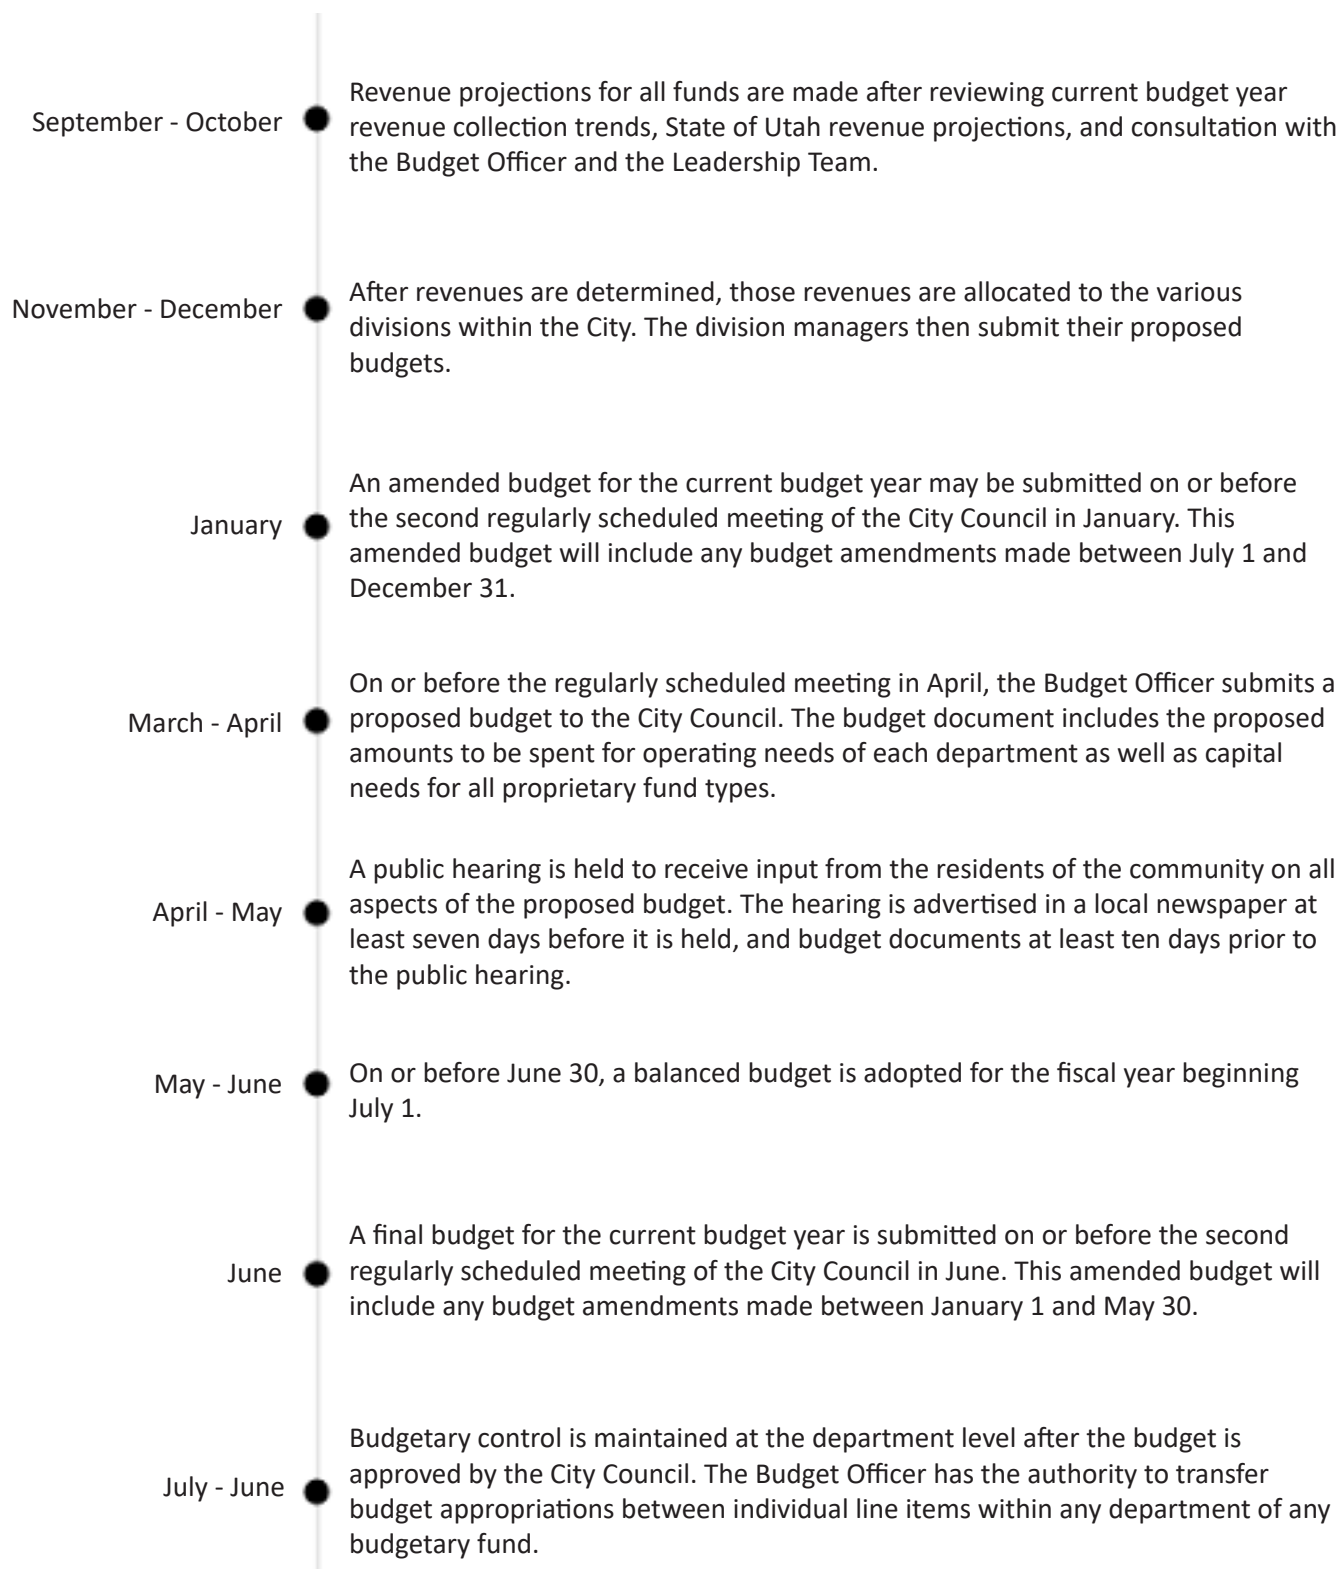 Revenue projections for all funds are made after reviewing current budget year
September - October
revenue collection trends, State of Utah revenue projections, and consultation with
the Budget Officer and the Leadership Team.
After revenues are determined, those revenues are allocated to the various
November - December
divisions within the City. The division managers then submit their proposed
budgets.
An amended budget for the current budget year may be submitted on or before
January
the second regularly scheduled meeting of the City Council in January. This
amended budget will include any budget amendments made between July 1 and
December 31.
On or before the regularly scheduled meeting in April, the Budget Officer submits a
March - April
proposed budget to the City Council. The budget document includes the proposed
amounts to be spent for operating needs of each department as well as capital
needs for all proprietary fund types.
A public hearing is held to receive input from the residents of the community on all
April - May
aspects of the proposed budget. The hearing is advertised in a local newspaper at
least seven days before it is held, and budget documents at least ten days prior to
the public hearing.
May - June
On or before June 30, a balanced budget is adopted for the fiscal year beginning
July 1.
A final budget for the current budget year is submitted on or before the second
June
regularly scheduled meeting of the City Council in June. This amended budget will
include any budget amendments made between January 1 and May 30.
Budgetary control is maintained at the department level after the budget is
July - June
approved by the City Council. The Budget Officer has the authority to transfer
budget appropriations between individual line items within any department of any
budgetary fund.